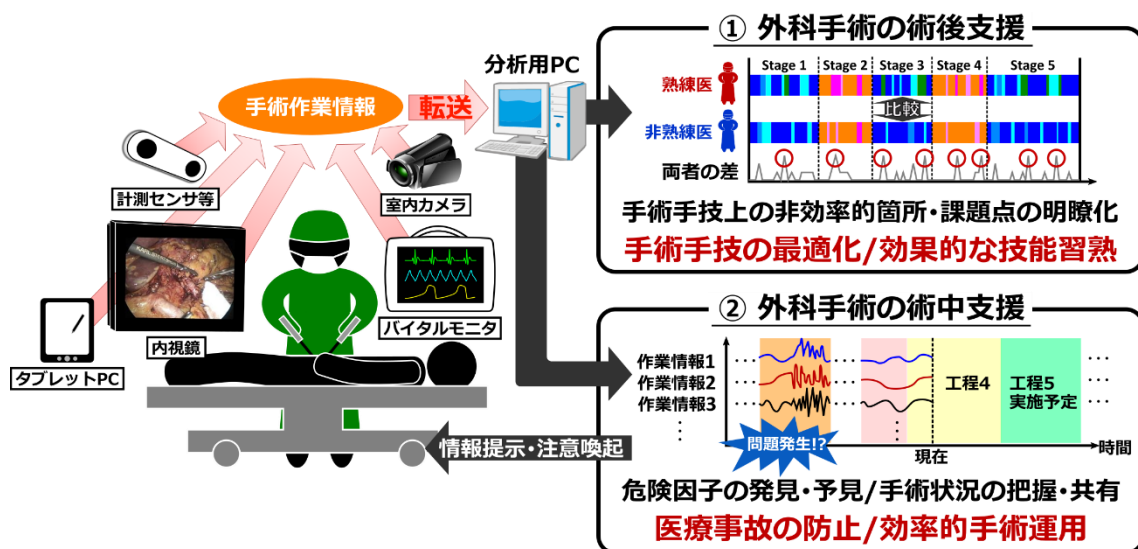 手術作業情報
転送
分析用PC
計測センサ等
室内カメラ
内視鏡
バイタルモニタ
タブレットPC
情報提示・注意喚起
① 外科手術の術後支援
Stage 1 Stage 2 Stage 3 Stage 4 Stage 5
熟練医
比較
非熟練医
両者の差
手術手技上の非効率的箇所・課題点の明瞭化
手術手技の最適化/効果的な技能習熟
② 外科手術の術中支援
作業情報1
作業情報2
作業情報3
工程4
工程5
実施予定
問題発生!?
現在
時間
危険因子の発見・予見/手術状況の把握・共有
医療事故の防止/効率的手術運用